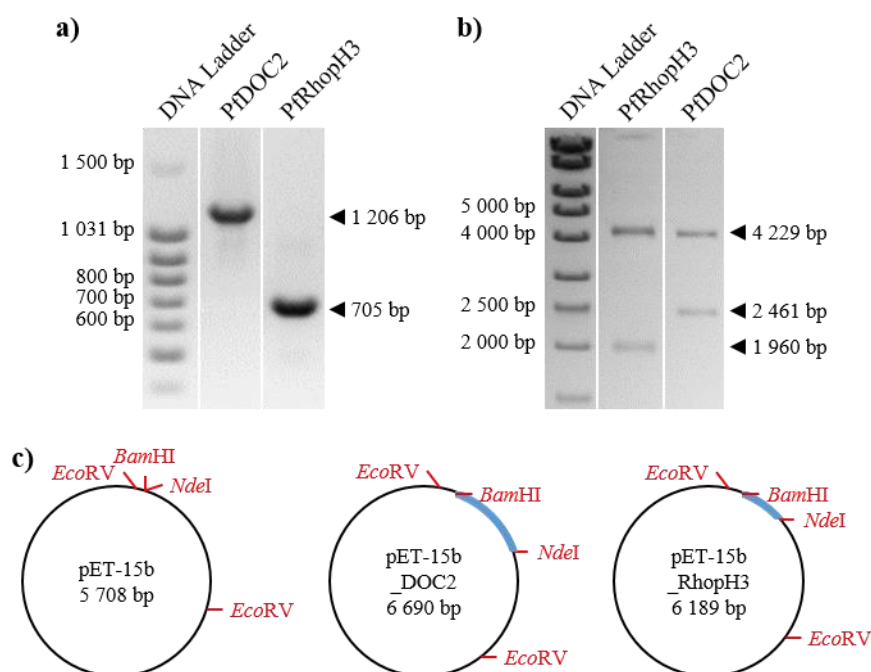 a)
DNA Ladder
PfDOC2
PfRhopH3
1 500 bp
1 031 bp
800 bp
700 bp
600 bp
1 206 bp
705 bp
b)
DNA Ladder
PfRhopH3
PfDOC2
5 000 bp
4 000 bp
2 500 bp
2 000 bp
4 229 bp
2 461 bp
1 960 bp
c)
EcoRV
BamHI
NdeI
EcoRV
pET-15b
5 708 bp
EcoRV
BamHI
NdeI
EcoRV
pET-15b
_DOC2
6 690 bp
EcoRV
BamHI
NdeI
EcoRV
pET-15b
_RhopH3
6 189 bp